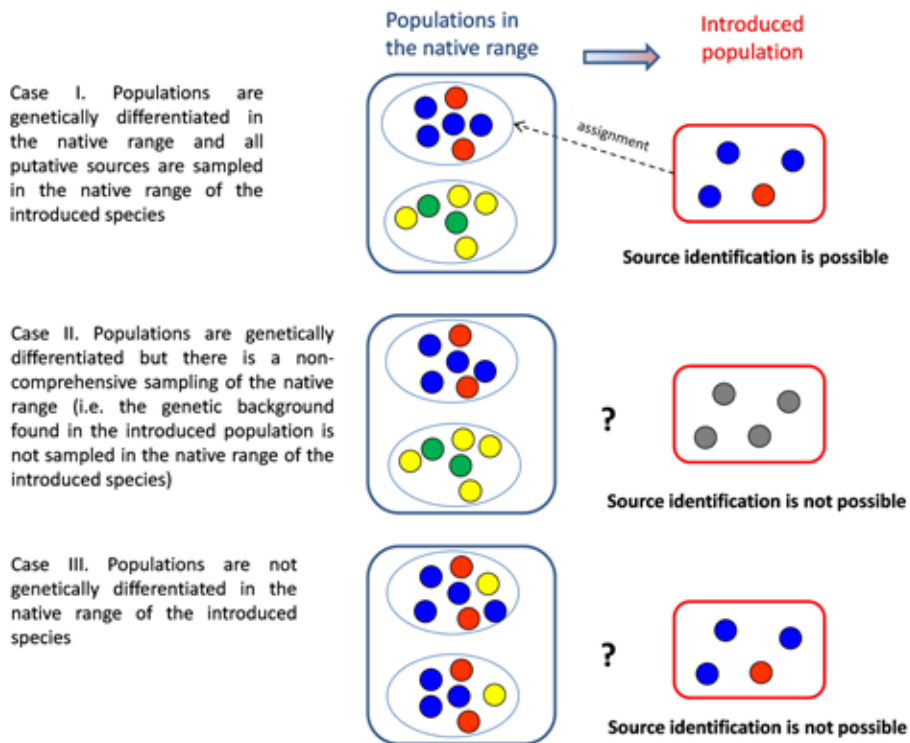 Populations in
the native range
Introduced
population
Case I. Populations are
genetically differentiated in
the native range and all
putative sources are sampled
in the native range of the
introduced species
assignment
Source identification is possible
Case II. Populations are genetically
differentiated but there is a non-
comprehensive sampling of the native
range (i.e. the genetic background
found in the introduced population is
not sampled in the native range of the
introduced species)
?
Source identification is not possible
Case III. Populations are not
genetically differentiated in the
native range of the introduced
species
?
Source identification is not possible